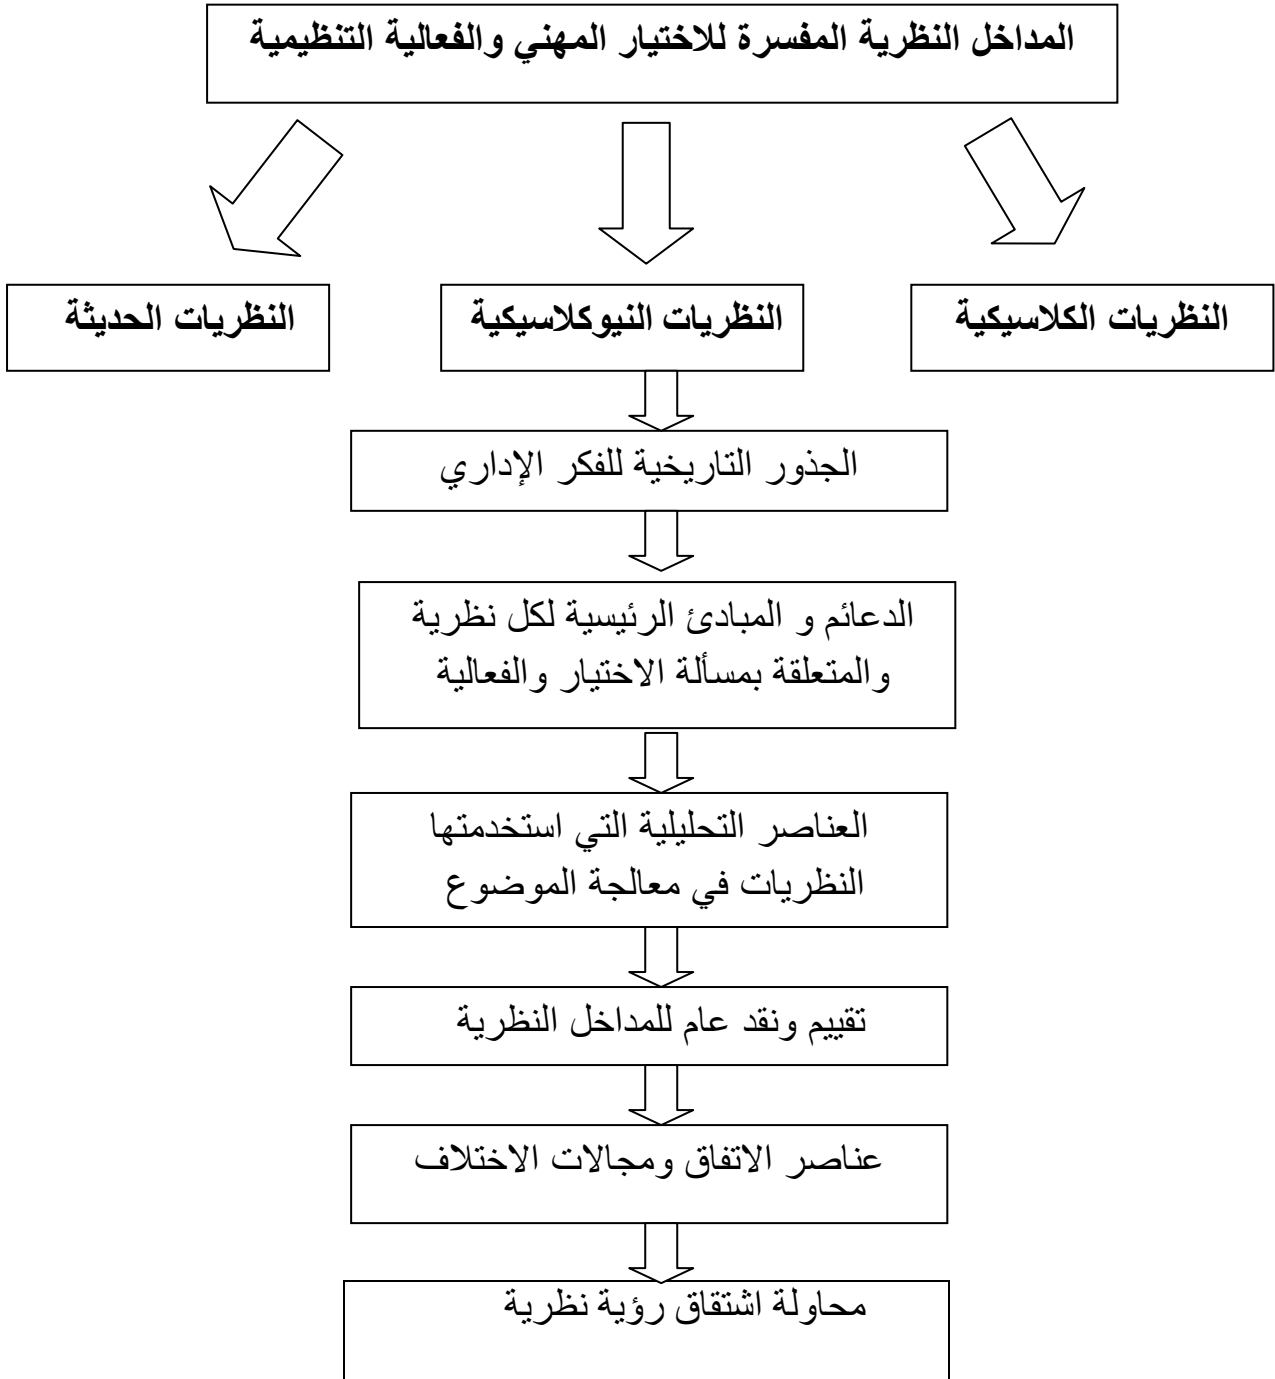 المداخل النظرية المفسرة للاختيار المهني والفعالية التنظيمية
النظريات الكلاسيكية
النظريات النيوكلاسيكية
النظريات الحديثة
الجذور التاريخية للفكر الإداري
الدعائم و المبادئ الرئيسية لكل نظرية
والمتعلقة بمسألة الاختيار والفعالية
العناصر التحليلية التي استخدمتها
النظريات في معالجة الموضوع
تقييم ونقد عام للمداخل النظرية
عناصر الاتفاق ومجالات الاختلاف
محاولة اشتقاق رؤية نظرية